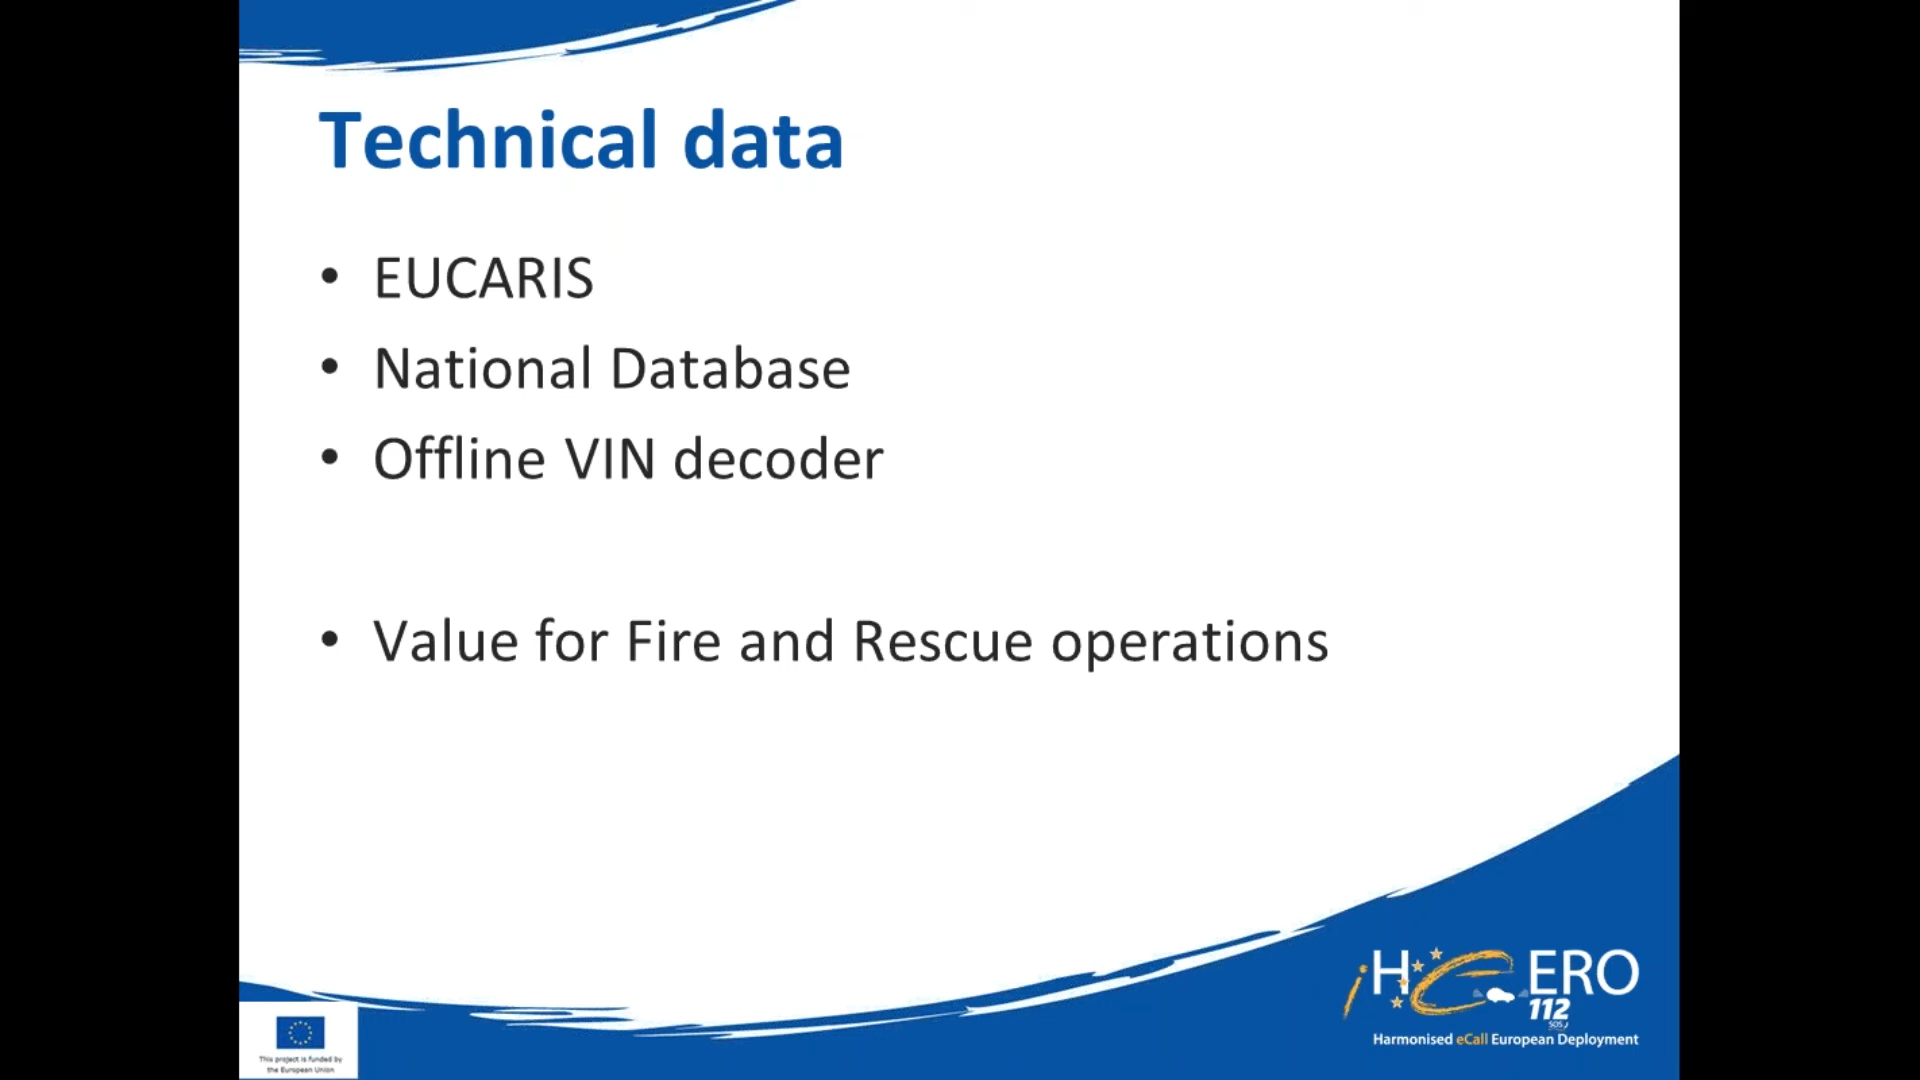 Technical data
• EUCARIS
• National Database
• Offline VIN decoder
• Value for Fire and Rescue operations
iHeERO
112
SOS
Harmonised eCall European Deployment
This project is funded by
the European Union